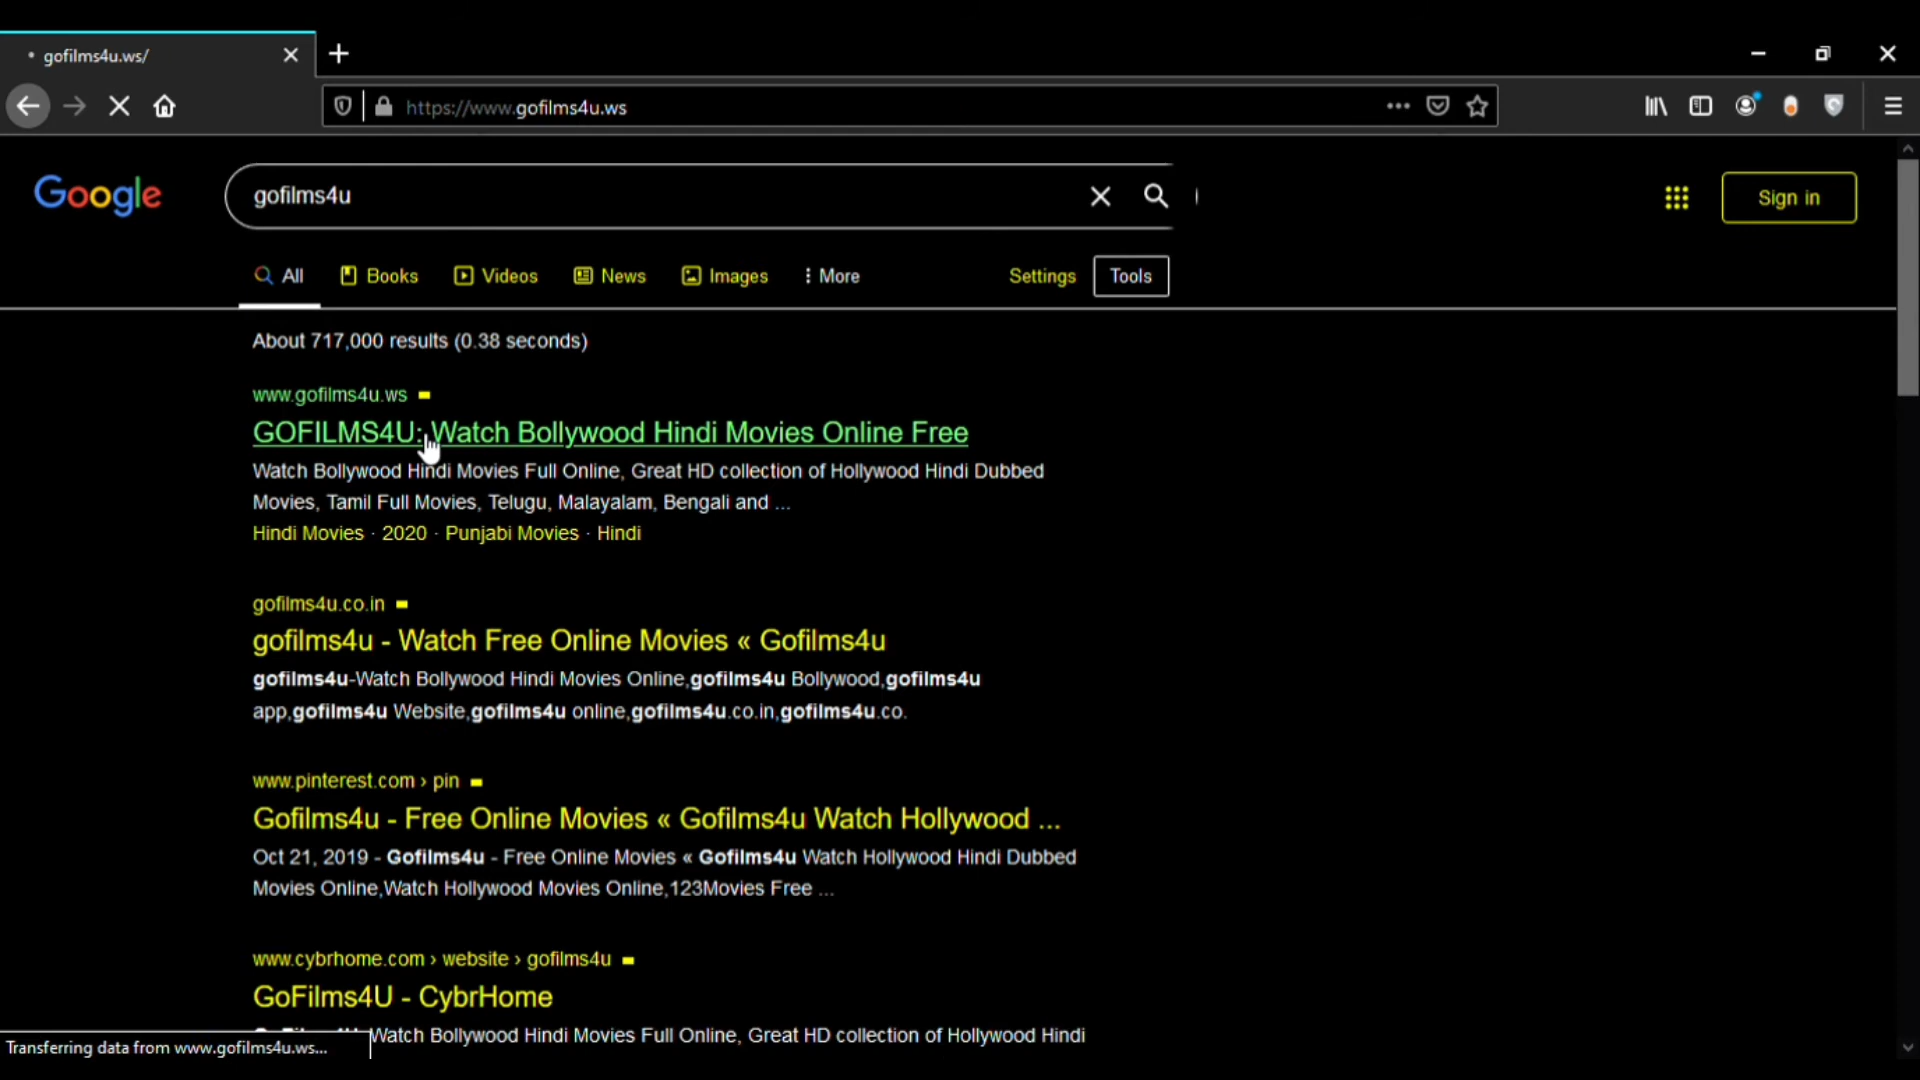 gofilms4u.ws/
https://www.gofilms4u.ws
Google
gofilms4u
Sign in
All Books Videos News Images More Settings Tools
About 717,000 results (0.38 seconds)
www.gofilms4u.ws
GOFILMS4U: Watch Bollywood Hindi Movies Online Free
Watch Bollywood Hindi Movies Full Online, Great HD collection of Hollywood Hindi Dubbed
Movies, Tamil Full Movies, Telugu, Malayalam, Bengali and ...
Hindi Movies · 2020 · Punjabi Movies · Hindi
gofilms4u.co.in
gofilms4u - Watch Free Online Movies « Gofilms4u
gofilms4u-Watch Bollywood Hindi Movies Online,gofilms4u Bollywood,gofilms4u
app,gofilms4u Website,gofilms4u online,gofilms4u.co.in,gofilms4u.co.
www.pinterest.com › pin
Gofilms4u - Free Online Movies « Gofilms4u Watch Hollywood ...
Oct 21, 2019 - Gofilms4u - Free Online Movies « Gofilms4u Watch Hollywood Hindi Dubbed
Movies Online,Watch Hollywood Movies Online,123Movies Free ...
www.cybrhome.com › website › gofilms4u
GoFilms4U - CybrHome
Watch Bollywood Hindi Movies Full Online, Great HD collection of Hollywood Hindi
Transferring data from www.gofilms4u.ws...